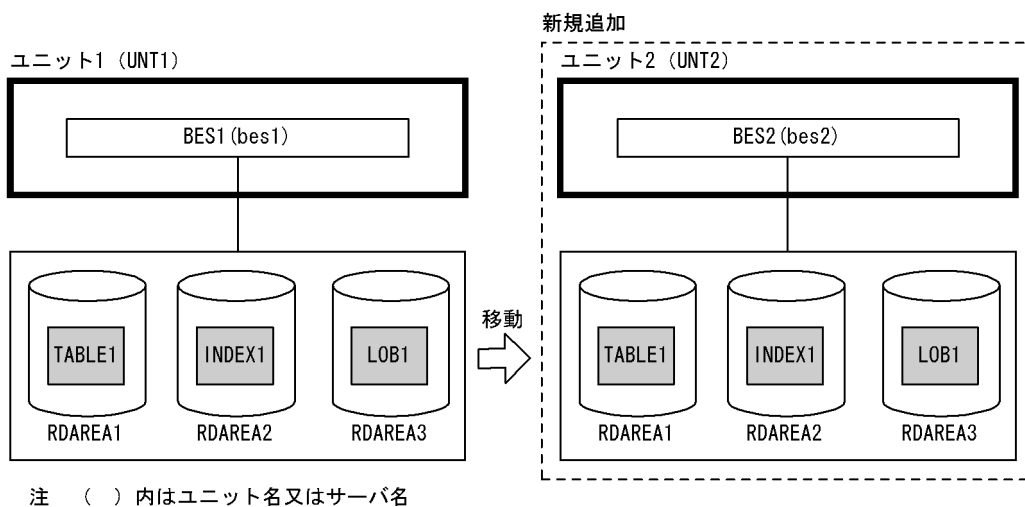 新規追加
ユニット1（UNT1）
ユニット2（UNT2）
BES1(bes1)
BES2(bes2)
TABLE1
INDEX1
LOB1
移動
TABLE1
INDEX1
LOB1
RDAREA1
RDAREA2
RDAREA3
RDAREA1
RDAREA2
RDAREA3
注　（　）内はユニット名又はサーバ名